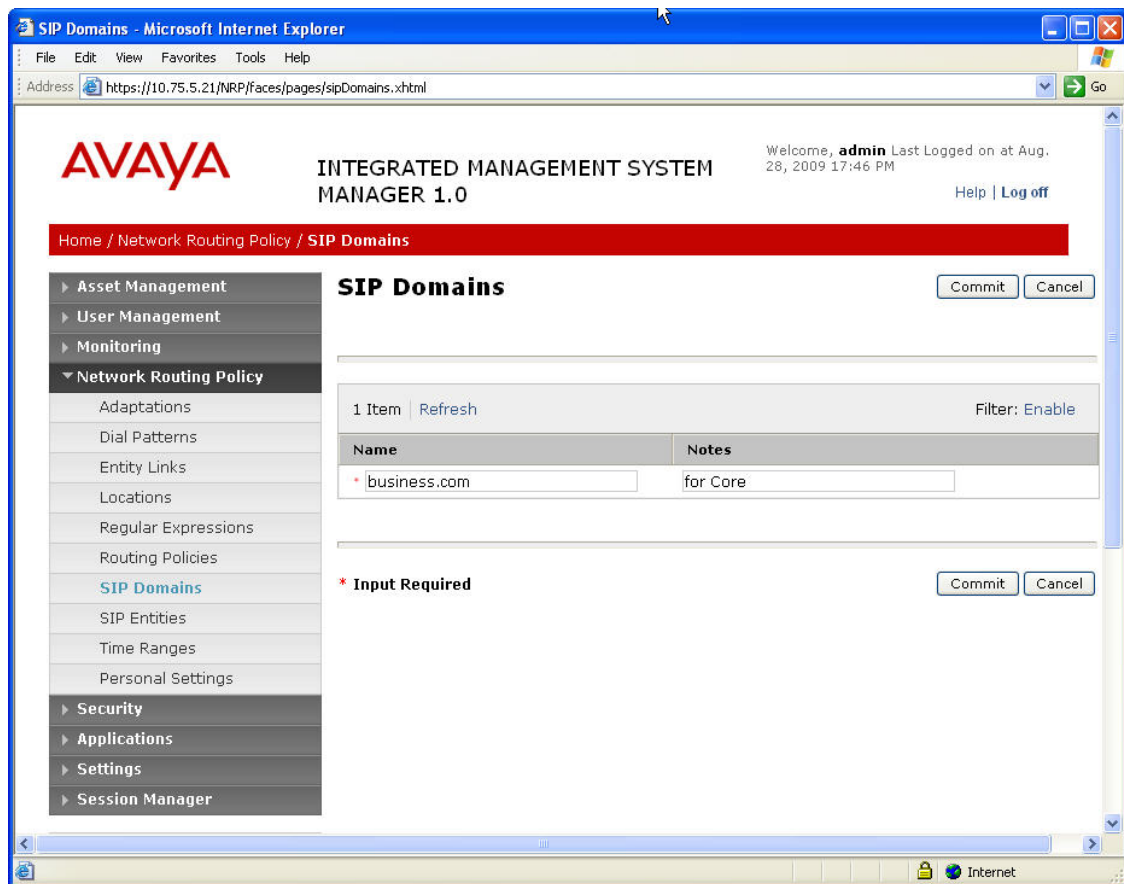 SIP Domains - Microsoft Internet Explorer
File Edit View Favorites Tools Help
Address https://10.75.5.21/NRP/faces/pages/sipDomains.xhtml Go
AVAYA
INTEGRATED MANAGEMENT SYSTEM
MANAGER 1.0
Welcome, admin Last Logged on at Aug.
28, 2009 17:46 PM
Help | Log off
Home / Network Routing Policy / SIP Domains
Asset Management
User Management
Monitoring
Network Routing Policy
Adaptations
Dial Patterns
Entity Links
Locations
Regular Expressions
Routing Policies
SIP Domains
SIP Entities
Time Ranges
Personal Settings
Security
Applications
Settings
Session Manager
SIP Domains
Commit Cancel
1 Item | Refresh Filter: Enable
Name Notes
* business.com for Core
* Input Required
Commit Cancel
Internet